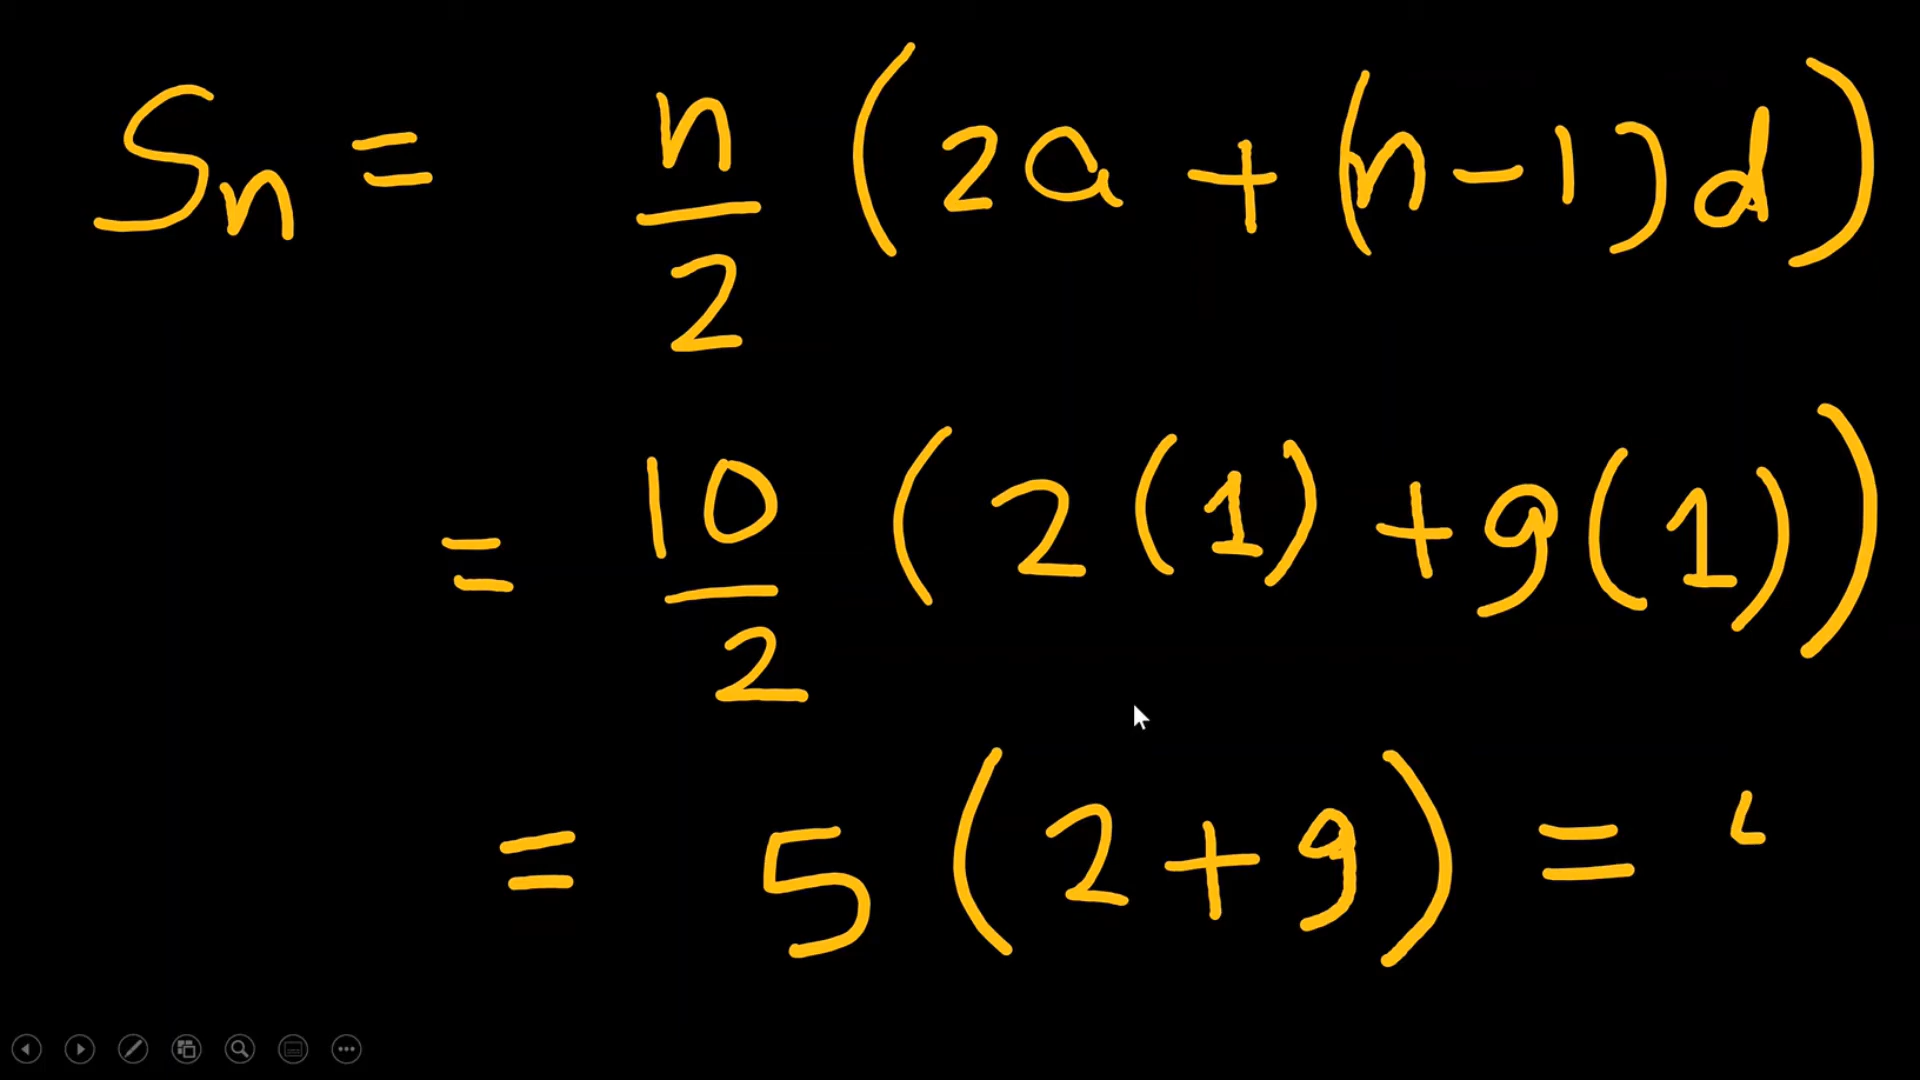 Sn = n/2 (2a + (n-1)d)
= 10/2 (2(1) + 9(1))
= 5 (2+9) =